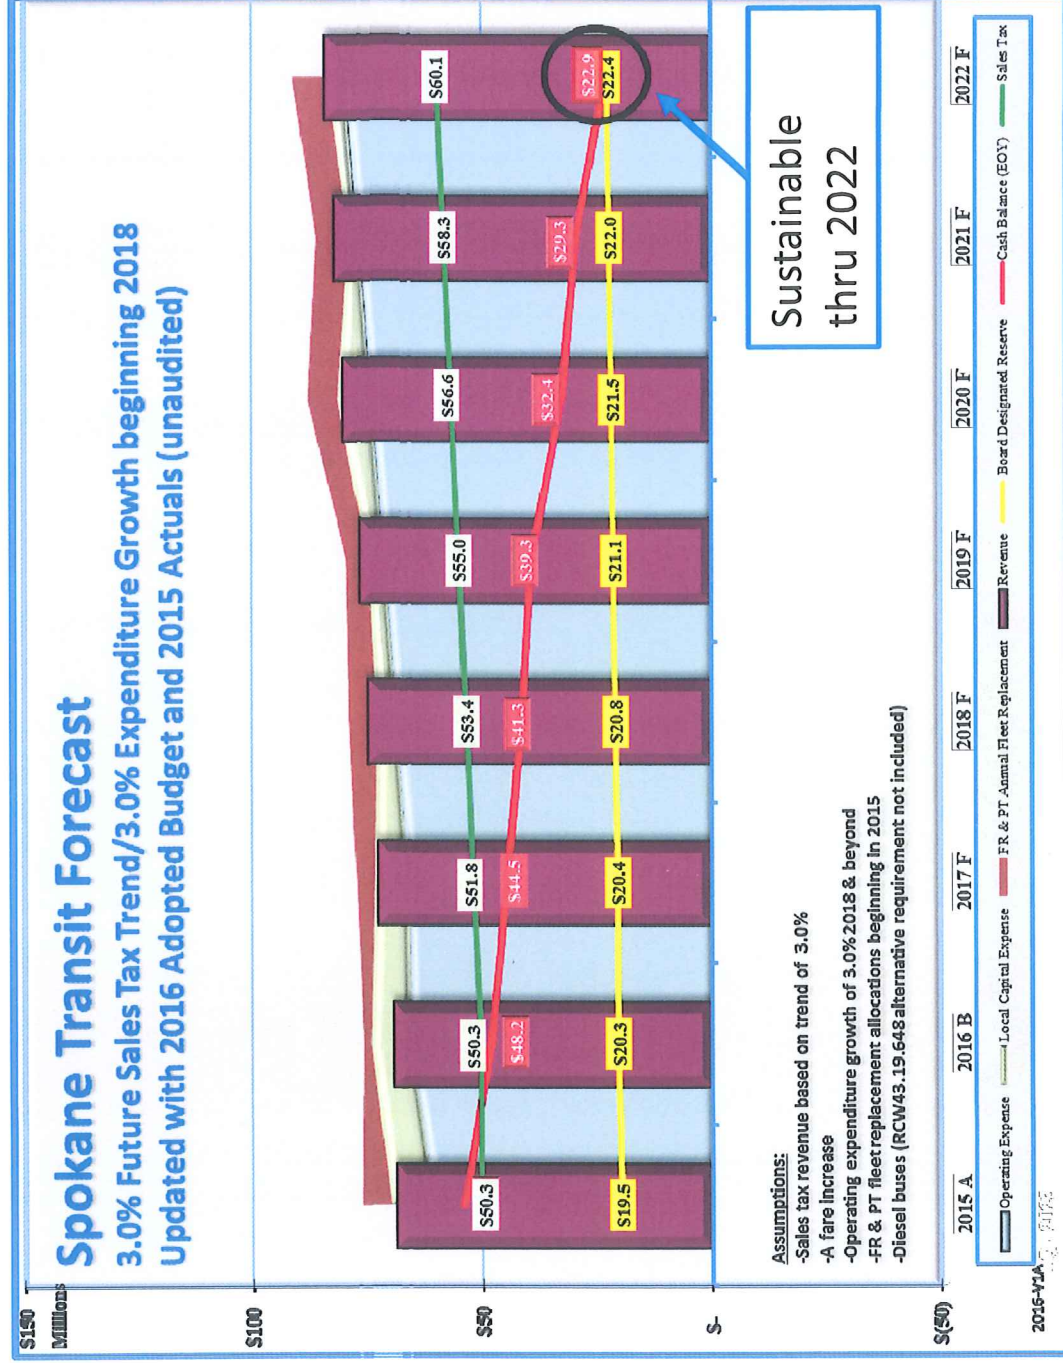 Spokane Transit Forecast
3.0% Future Sales Tax Trend/3.0% Expenditure Growth beginning 2018
Updated with 2016 Adopted Budget and 2015 Actuals (unaudited)
$150
Millions
$100
$50
$-
$(50)
$50.3
$50.3
$51.8
$53.4
$55.0
$56.6
$58.3
$60.1
$48.2
$44.5
$41.3
$39.3
$32.4
$29.3
$22.9
$19.5
$20.3
$20.4
$20.8
$21.1
$21.5
$22.0
$22.4
Sustainable
thru 2022
Assumptions:
-Sales tax revenue based on trend of 3.0%
-A fare increase
-Operating expenditure growth of 3.0% 2018 & beyond
-FR & PT fleet replacement allocations beginning in 2015
-Diesel buses (RCW43.19.648 alternative requirement not included)
2015 A
2016 B
2017 F
2018 F
2019 F
2020 F
2021 F
2022 F
Operating Expense
Local Capital Expense
FR & PT Annual Fleet Replacement
Revenue
Board Designated Reserve
Cash Balance (EOY)
Sales Tax
2016-V1A